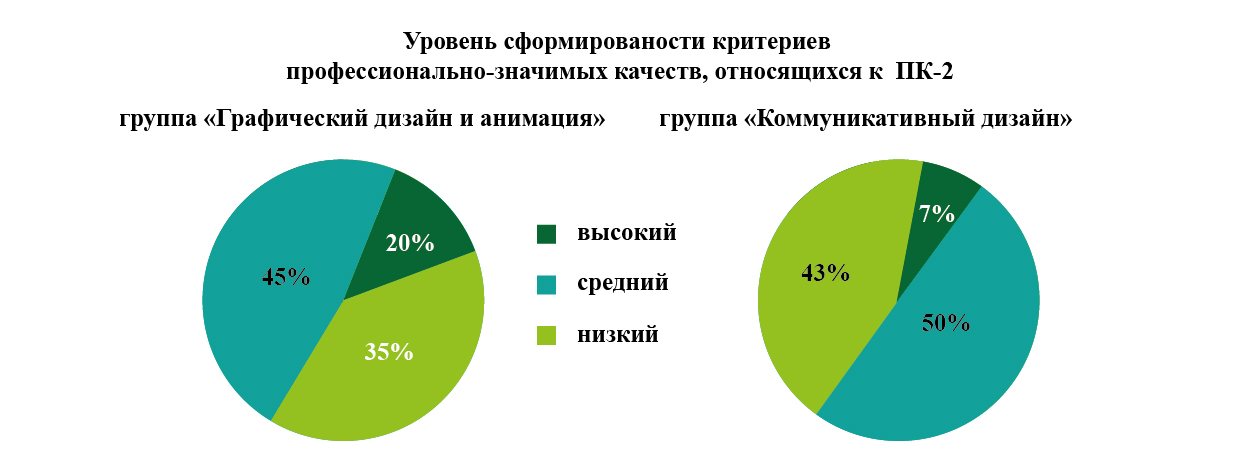 Уровень сформированости критериев
профессионально-значимых качеств, относящихся к ПК-2
группа «Графический дизайн и анимация»
группа «Коммуникативный дизайн»
20%
45%
35%
высокий
средний
низкий
7%
43%
50%